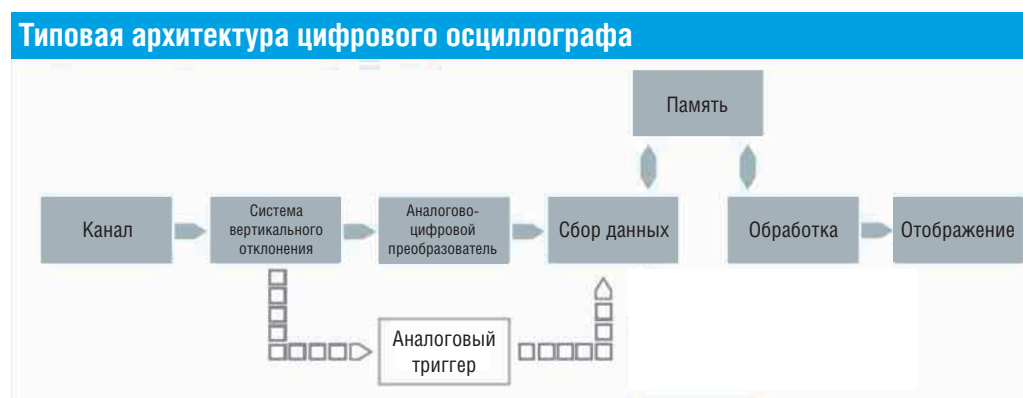 Типовая архитектура цифрового осциллографа
Память
Канал
Система
вертикального
отклонения
Аналогово-
цифровой
преобразователь
Сбор данных
Обработка
Отображение
Аналоговый
триггер